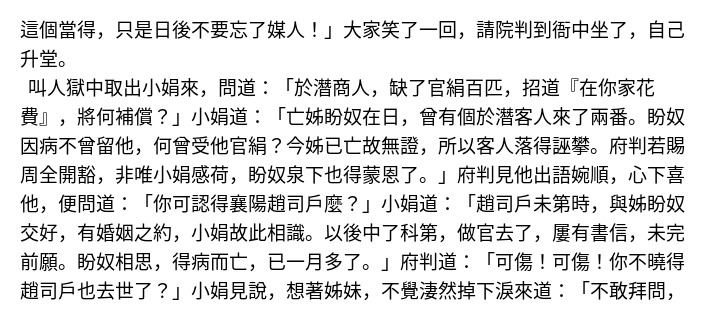 這個當得，只是日後不要忘了媒人！」大家笑了一回，請院判到衙中坐了，自己
升堂。
叫人獄中取出小娟來，問道：「於潛商人，缺了官絹百匹，招道『在你家花
費』，將何補償？」小娟道：「亡姊盼奴在日，曾有個於潛客人來了兩番。盼奴
因病不曾留他，何曾受他官絹？今姊已亡故無證，所以客人落得誣攀。府判若賜
周全開豁，非唯小娟感荷，盼奴泉下也得蒙恩了。」府判見他出語婉順，心下喜
他，便問道：「你可認得襄陽趙司戶麼？」小娟道：「趙司戶未第時，與姊盼奴
交好，有婚姻之約，小娟故此相識。以後中了科第，做官去了，屢有書信，未完
前願。盼奴相思，得病而亡，已一月多了。」府判道：「可傷！可傷！你不曉得
趙司戶也去世了？」小娟見說，想著姊妹，不覺淒然掉下淚來道：「不敢拜問，